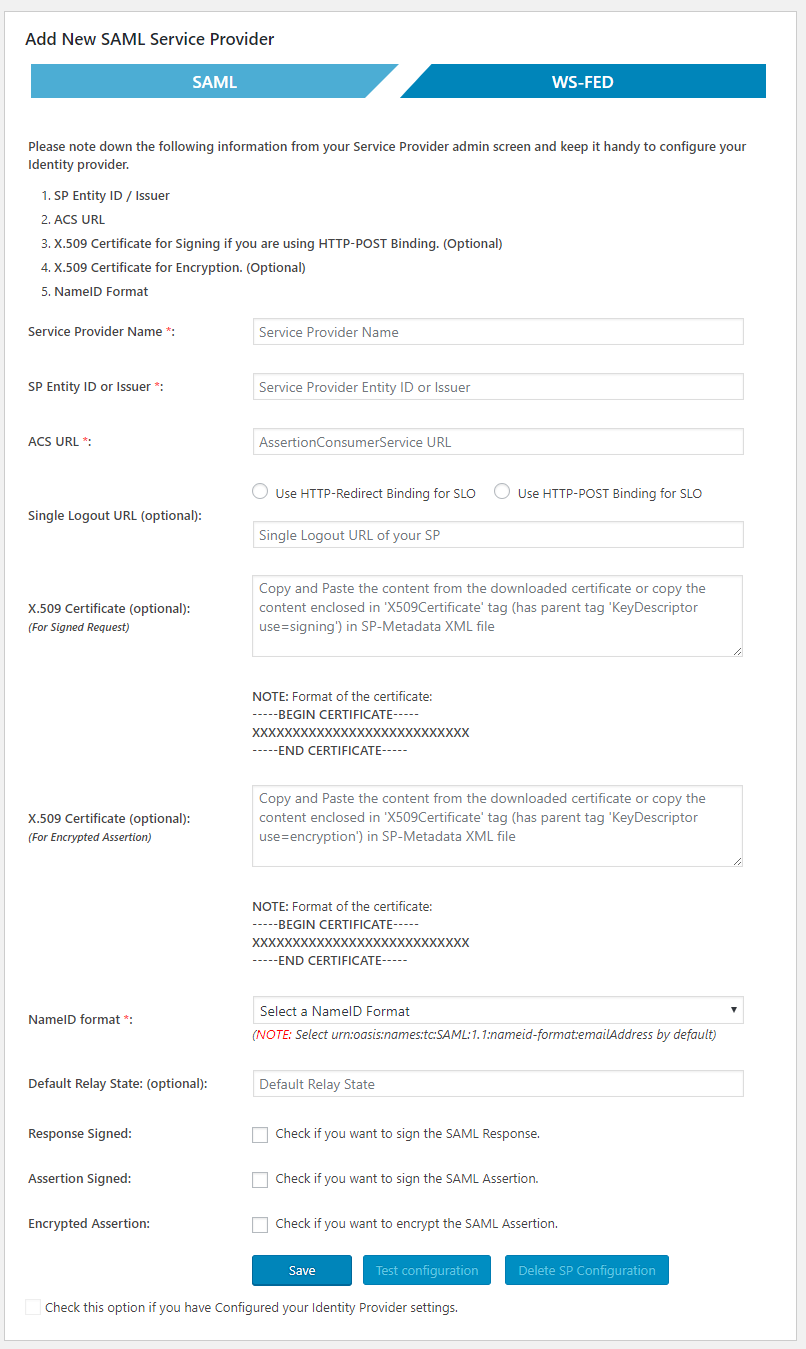 Add New SAML Service Provider
SAML
WS-FED
Please note down the following information from your Service Provider admin screen and keep it handy to configure your
Identity provider.
1. SP Entity ID / Issuer
2. ACS URL
3. X.509 Certificate for Signing if you are using HTTP-POST Binding. (Optional)
4. X.509 Certificate for Encryption. (Optional)
5. NameID Format
Service Provider Name *:
Service Provider Name
SP Entity ID or Issuer *:
Service Provider Entity ID or Issuer
ACS URL *:
AssertionConsumerService URL
Use HTTP-Redirect Binding for SLO
Use HTTP-POST Binding for SLO
Single Logout URL (optional):
Single Logout URL of your SP
X.509 Certificate (optional):
(For Signed Request)
Copy and Paste the content from the downloaded certificate or copy the
content enclosed in 'X509Certificate' tag (has parent tag 'KeyDescriptor
use=signing') in SP-Metadata XML file
NOTE: Format of the certificate:
-----BEGIN CERTIFICATE-----
XXXXXXXXXXXXXXXXXXXXXXXXXXX
-----END CERTIFICATE-----
X.509 Certificate (optional):
(For Encrypted Assertion)
Copy and Paste the content from the downloaded certificate or copy the
content enclosed in 'X509Certificate' tag (has parent tag 'KeyDescriptor
use=encryption') in SP-Metadata XML file
NOTE: Format of the certificate:
-----BEGIN CERTIFICATE-----
XXXXXXXXXXXXXXXXXXXXXXXXXXX
-----END CERTIFICATE-----
NameID format *:
Select a NameID Format
(NOTE: Select urn:oasis:names:tc:SAML:1.1:nameid-format:emailAddress by default)
Default Relay State: (optional):
Default Relay State
Response Signed:
Check if you want to sign the SAML Response.
Assertion Signed:
Check if you want to sign the SAML Assertion.
Encrypted Assertion:
Check if you want to encrypt the SAML Assertion.
Save
Test configuration
Delete SP Configuration
Check this option if you have Configured your Identity Provider settings.